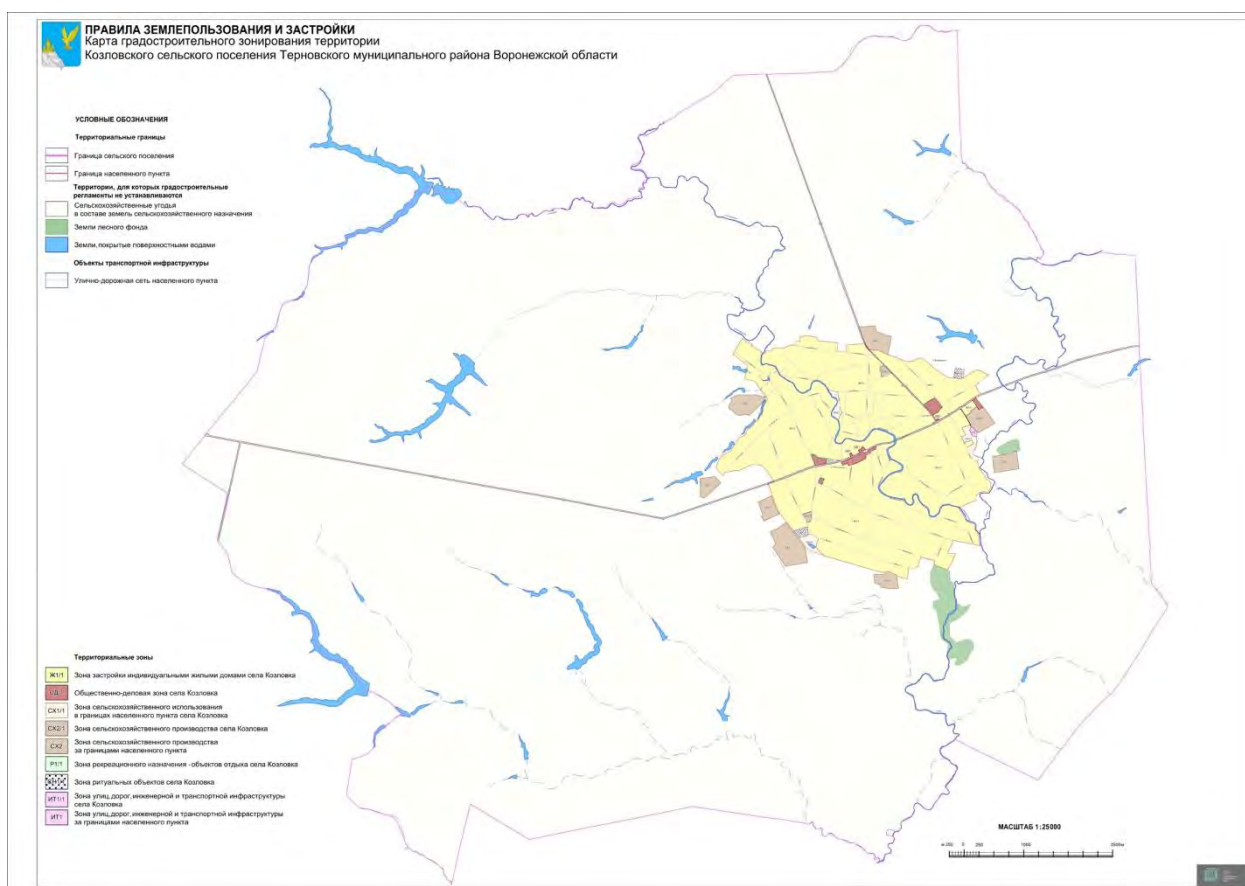 ПРАВИЛА ЗЕМЛЕПОЛЬЗОВАНИЯ И ЗАСТРОЙКИ
Карта градостроительного зонирования территории
Козловского сельского поселения Терновского муниципального района Воронежской области
УСЛОВНЫЕ ОБОЗНАЧЕНИЯ
Территориальные границы
Граница сельского поселения
Граница населенного пункта
Территории, для которых градостроительные
регламенты не устанавливаются
Сельскохозяйственные угодья
в составе земель сельскохозяйственного назначения
Земли лесного фонда
Земли, покрытые поверхностными водами
Объекты транспортной инфраструктуры
Улично-дорожная сеть населенного пункта
Территориальные зоны
Ж1/1 Зона застройки индивидуальными жилыми домами села Козловка
Общественно-деловая зона села Козловка
СХ1/1 Зона сельскохозяйственного использования
в границах населенного пункта села Козловка
СХ2/1 Зона сельскохозяйственного производства села Козловка
СХ2 Зона сельскохозяйственного производства
за границами населенного пункта
Р1/1 Зона рекреационного назначения -объектов отдыха села Козловка
Зона ритуальных объектов села Козловка
ИТ1/1 Зона улиц, дорог, инженерной и транспортной инфраструктуры
села Козловка
ИТ1 Зона улиц, дорог, инженерной и транспортной инфраструктуры
за границами населенного пункта
МАСШТАБ 1:25000